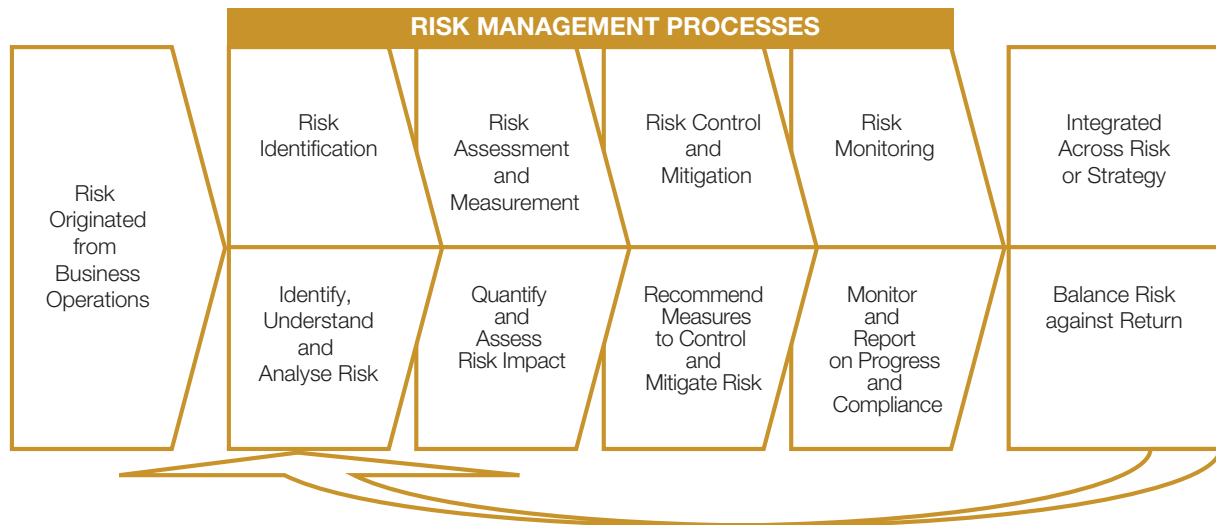 RISK MANAGEMENT PROCESSES
Risk
Originated
from
Business
Operations
Risk
Identification
Identify,
Understand
and
Analyse Risk
Risk
Assessment
and
Measurement
Quantify
and
Assess
Risk Impact
Risk Control
and
Mitigation
Recommend
Measures
to Control
and
Mitigate Risk
Risk
Monitoring
Monitor
and
Report
on Progress
and
Compliance
Integrated
Across Risk
or Strategy
Balance Risk
against Return